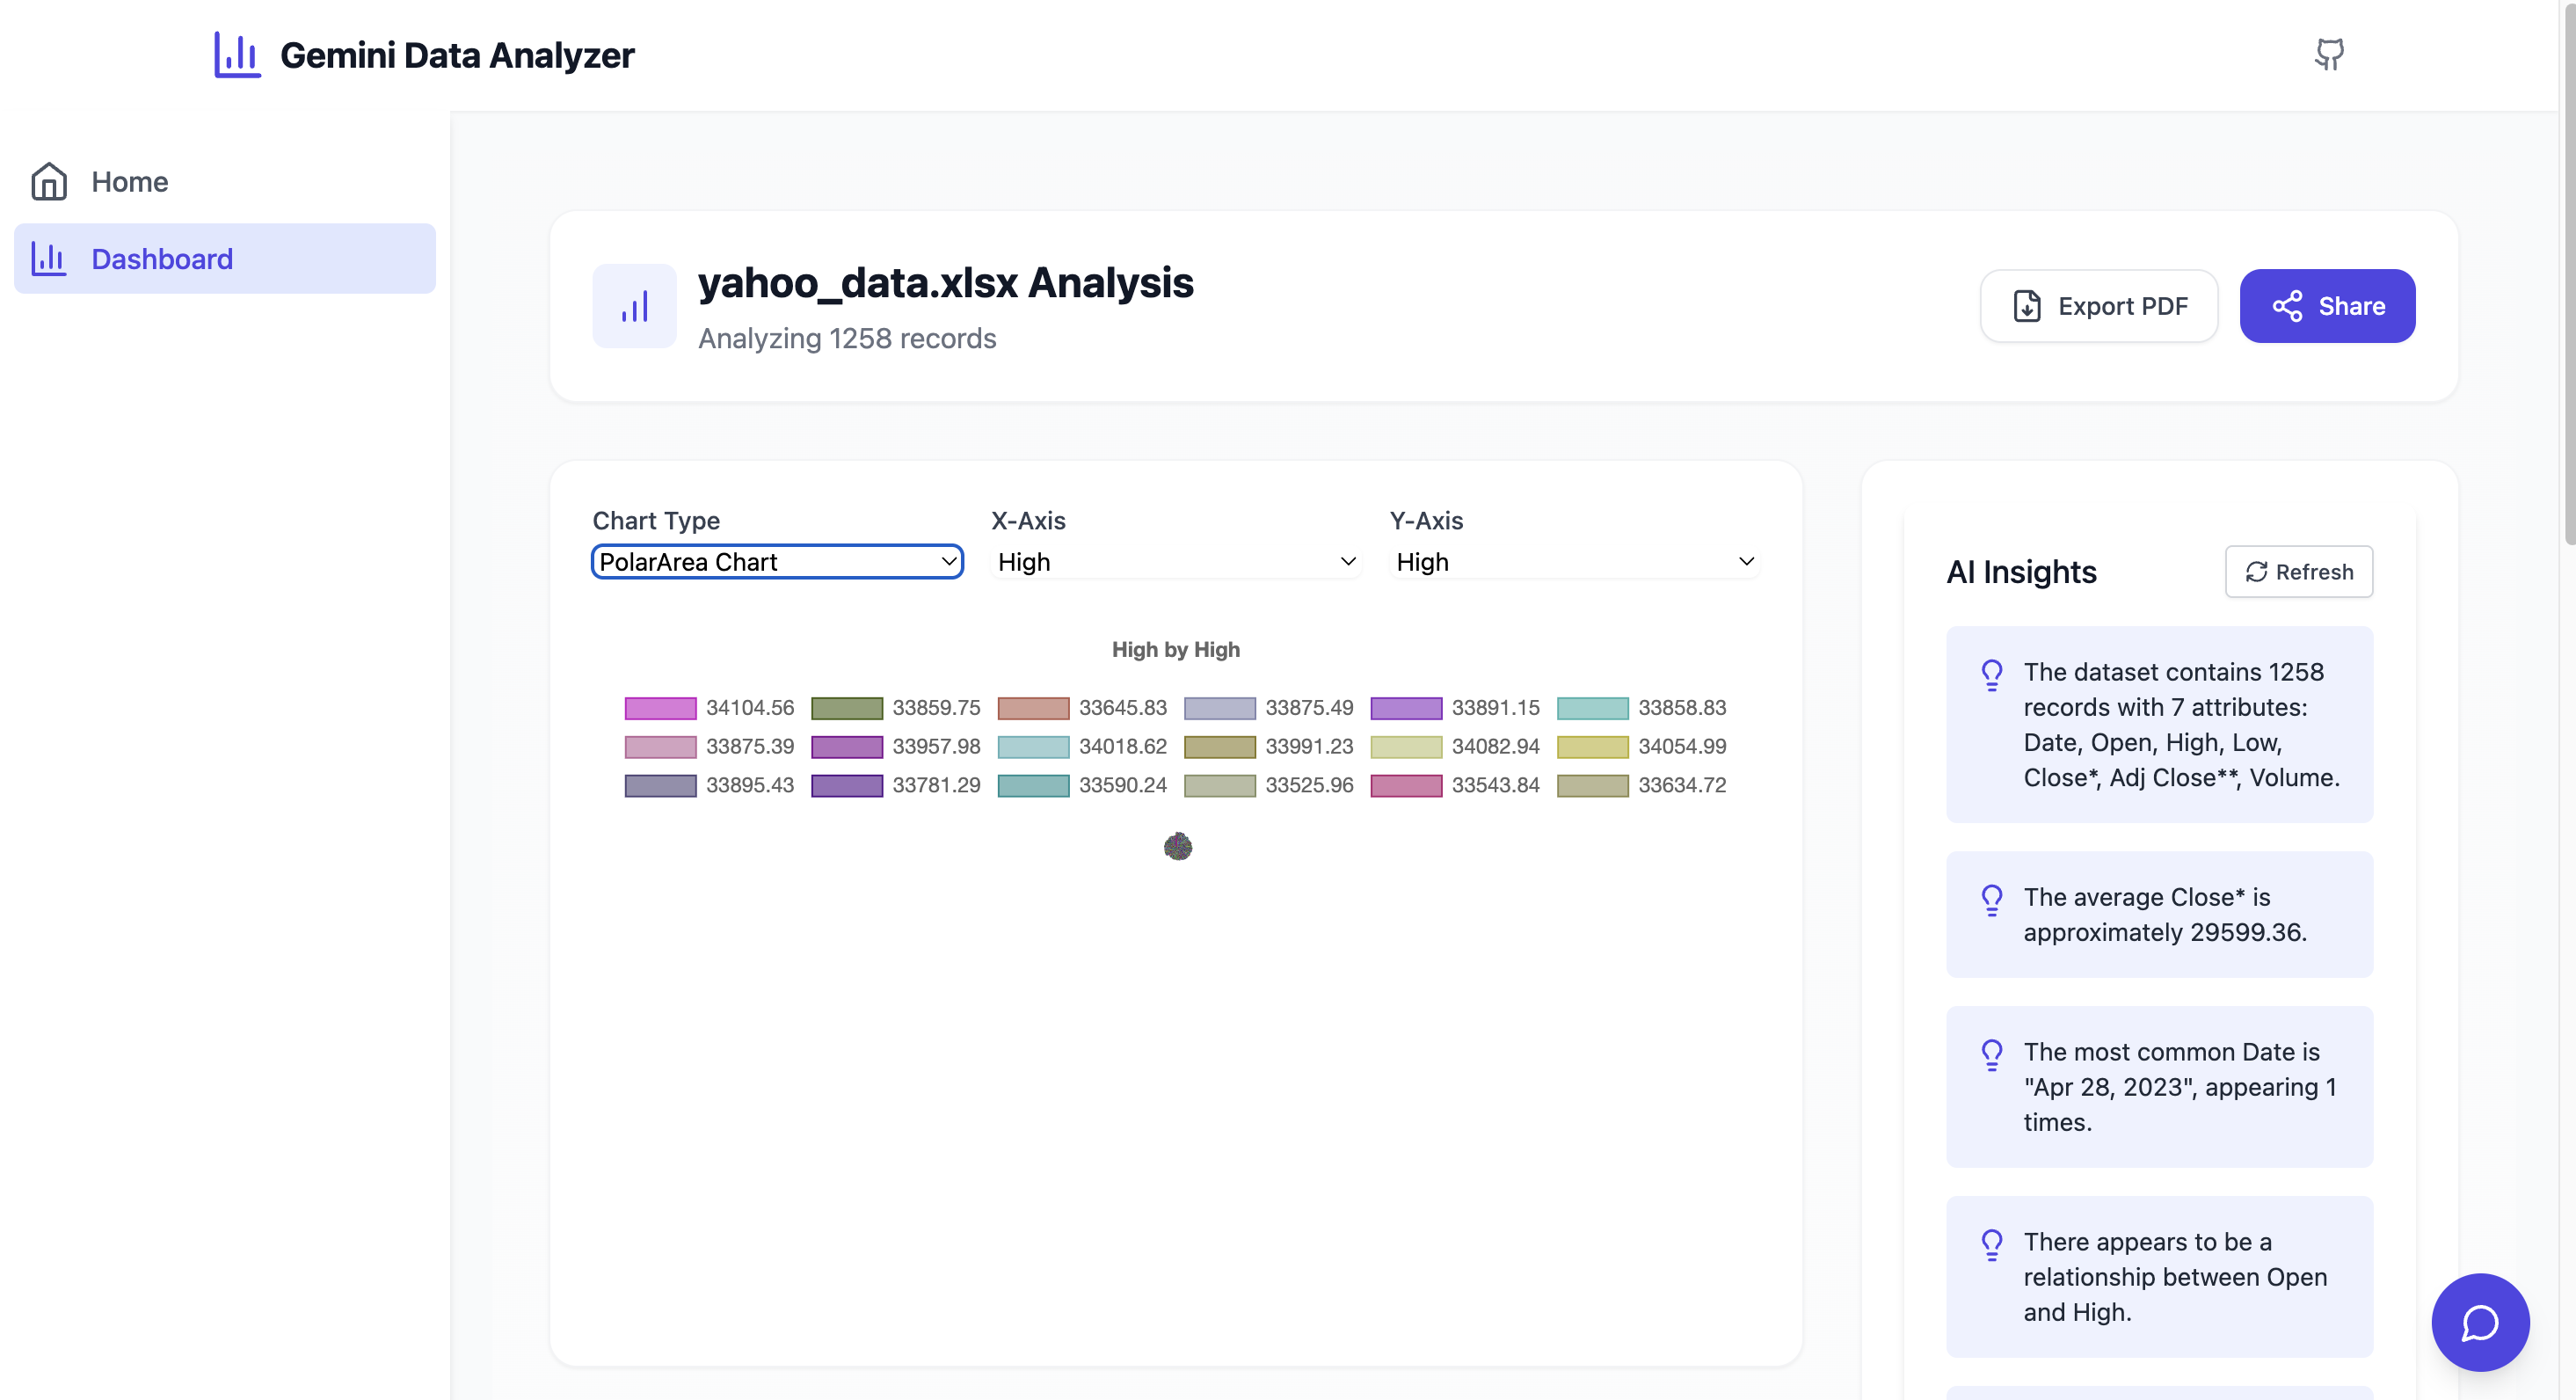 Gemini Data Analyzer
Home
Dashboard
yahoo_data.xlsx Analysis
Analyzing 1258 records
Export PDF
Share
Chart Type
X-Axis
Y-Axis
PolarArea Chart
High
High
High by High
34104.56 33859.75 33645.83 33875.49 33891.15 33858.83
33875.39 33957.98 34018.62 33991.23 34082.94 34054.99
33895.43 33781.29 33590.24 33525.96 33543.84 33634.72
AI Insights
Refresh
The dataset contains 1258
records with 7 attributes:
Date, Open, High, Low,
Close*, Adj Close**, Volume.
The average Close* is
approximately 29599.36.
The most common Date is
"Apr 28, 2023", appearing 1
times.
There appears to be a
relationship between Open
and High.